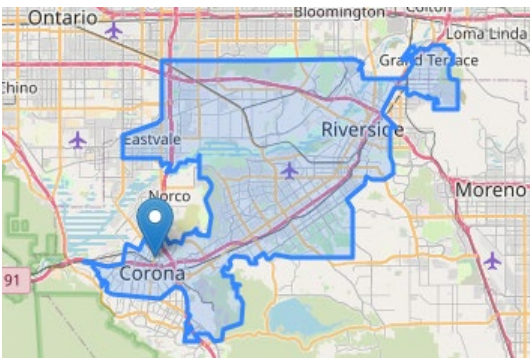 Ontario
Bloomington
Colton
Loma Linda
Grand Terrace
Chino
Riverside
Eastvale
Moreno
Norco
Corona
91